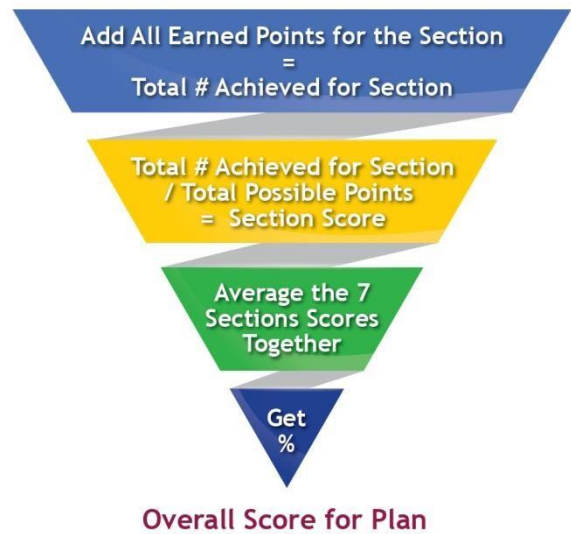 Add All Earned Points for the Section
=
Total # Achieved for Section
Total # Achieved for Section
/ Total Possible Points
= Section Score
Average the 7
Sections Scores
Together
Get
%
Overall Score for Plan